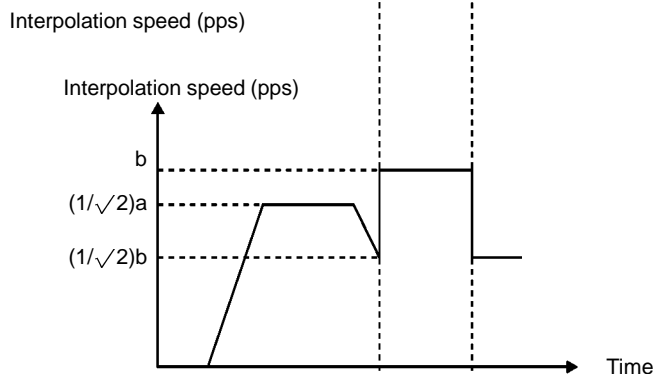 Interpolation speed (pps)
Interpolation speed (pps)
b
(1/√2)a
(1/√2)b
Time